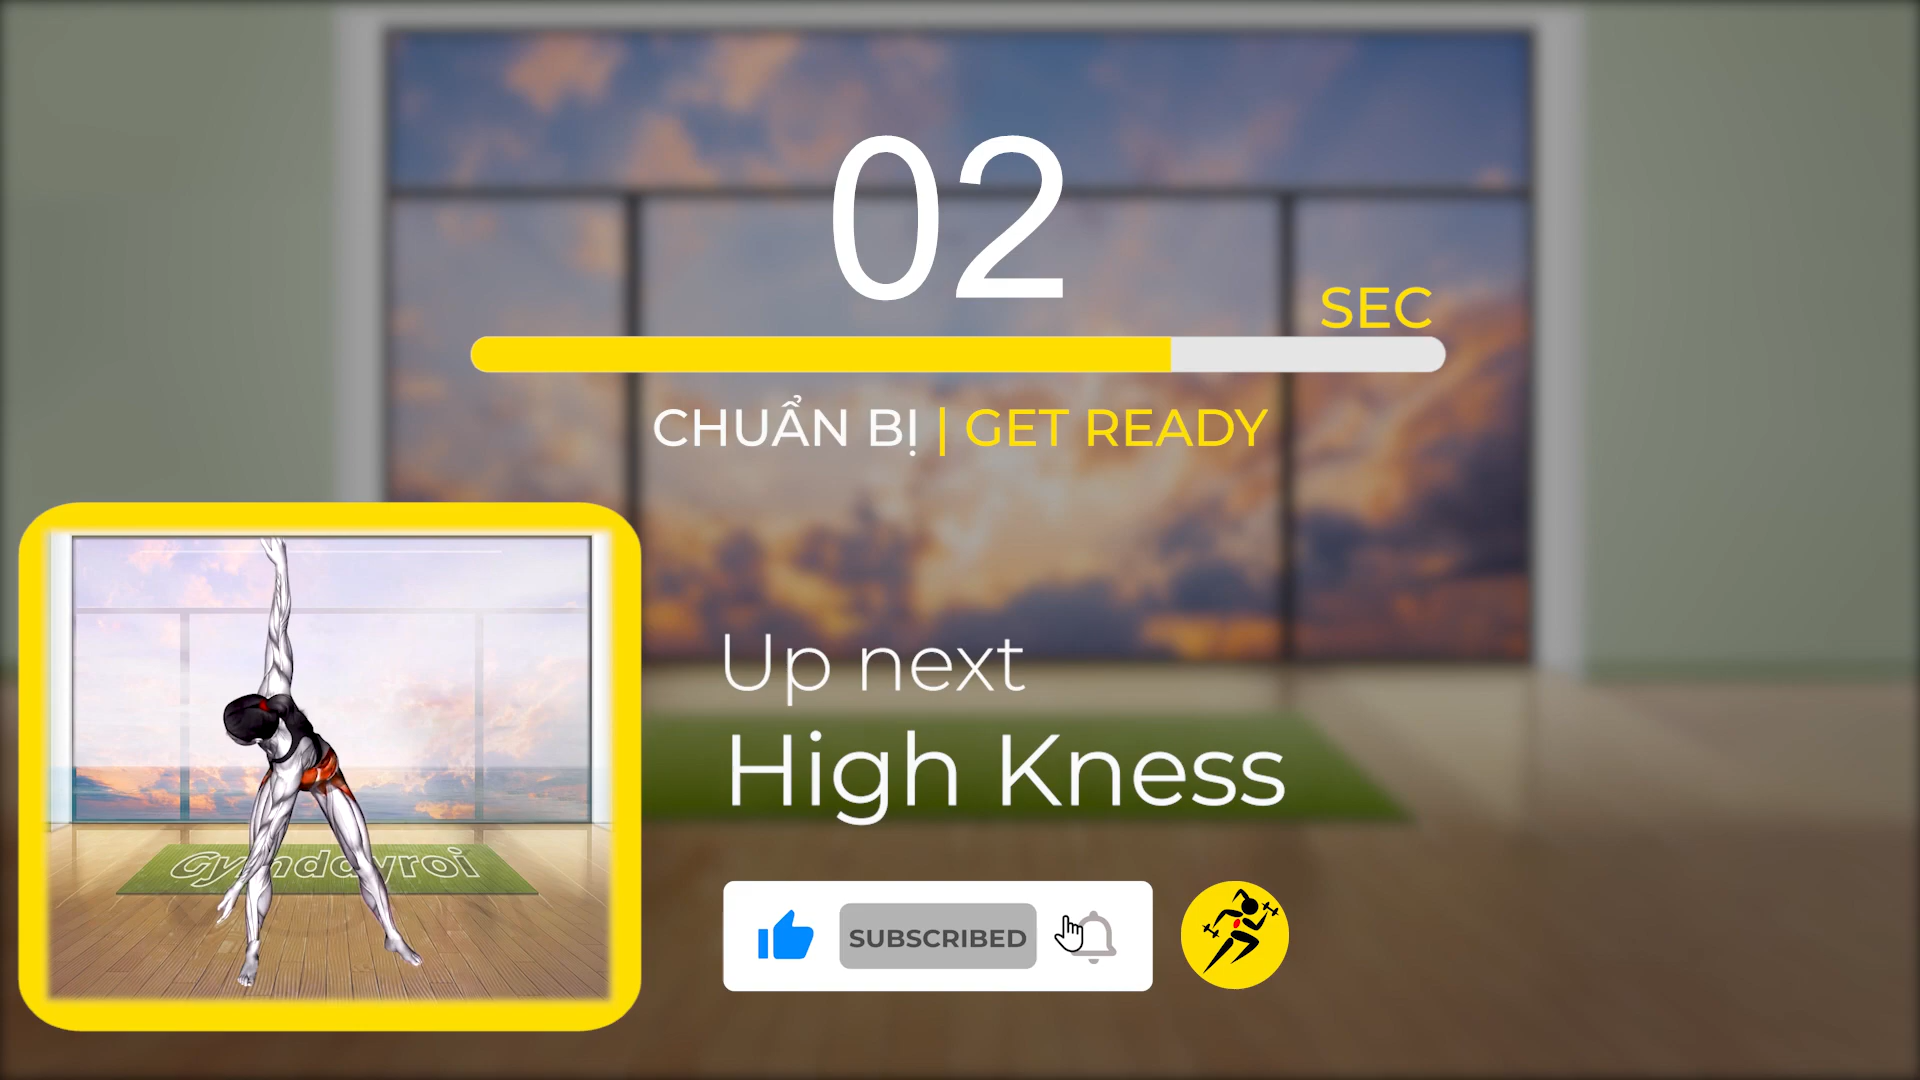 02
SEC
CHUẨN BỊ | GET READY
Up next
High Kness
Gymdayroi
SUBSCRIBED